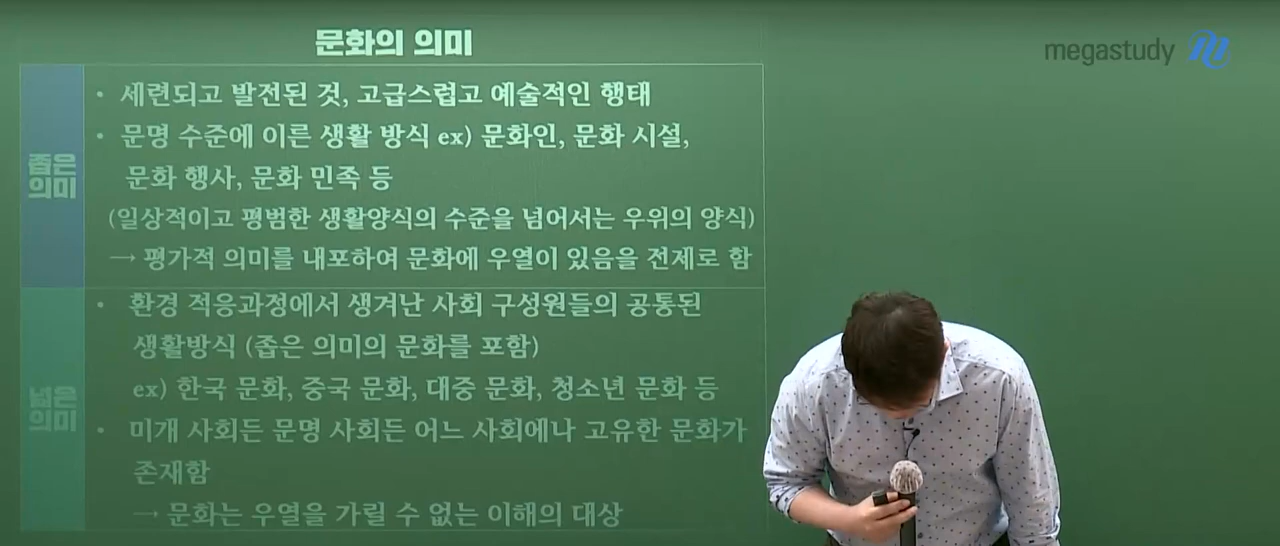 문화의 의미
megastudy
좁은
의미
• 세련되고 발전된 것, 고급스럽고 예술적인 행태
• 문명 수준에 이른 생활 방식 ex) 문화인, 문화 시설,
문화 행사, 문화 민족 등
(일상적이고 평범한 생활양식의 수준을 넘어서는 우위의 양식)
→ 평가적 의미를 내포하여 문화에 우열이 있음을 전제로 함
넓은
의미
• 환경 적응과정에서 생겨난 사회 구성원들의 공통된
생활방식 (좁은 의미의 문화를 포함)
ex) 한국 문화, 중국 문화, 대중 문화, 청소년 문화 등
• 미개 사회든 문명 사회든 어느 사회에나 고유한 문화가
존재함
→ 문화는 우열을 가릴 수 없는 이해의 대상